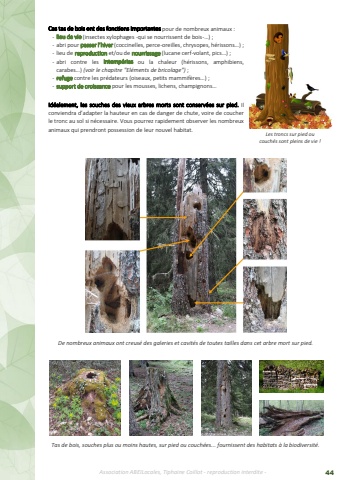 Ces tas de bois ont des fonctions importantes pour de nombreux animaux :
- lieu de vie (insectes xylophages -qui se nourrissent de bois-...) ;
- abri pour passer l'hiver (coccinelles, perce-oreilles, chrysopes, hérissons...) ;
- lieu de reproduction et/ou de nourrissage (lucane cerf-volant, pics...) ;
- abri contre les intempéries ou la chaleur (hérissons, amphibiens,
carabes...) (voir le chapitre "Eléments de bricolage") ;
- refuge contre les prédateurs (oiseaux, petits mammifères...) ;
- support de croissance pour les mousses, lichens, champignons...
Idéalement, les souches des vieux arbres morts sont conservées sur pied. Il
conviendra d'adapter la hauteur en cas de danger de chute, voire de coucher
le tronc au sol si nécessaire. Vous pourrez rapidement observer les nombreux
animaux qui prendront possession de leur nouvel habitat.
Les troncs sur pied ou
couchés sont pleins de vie !
De nombreux animaux ont creusé des galeries et cavités de toutes tailles dans cet arbre mort sur pied.
Tas de bois, souches plus ou moins hautes, sur pied ou couchées... fournissent des habitats à la biodiversité.
Association ABEIcooles, Tiphanie Caillot - reproduction interdite -
44